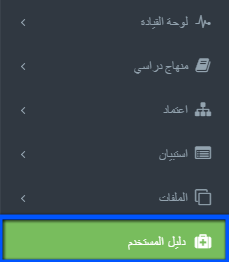 لوحة القيادة
منهاج دراسي
اعتماد
استبيان
الملفات
دليل المستخدم